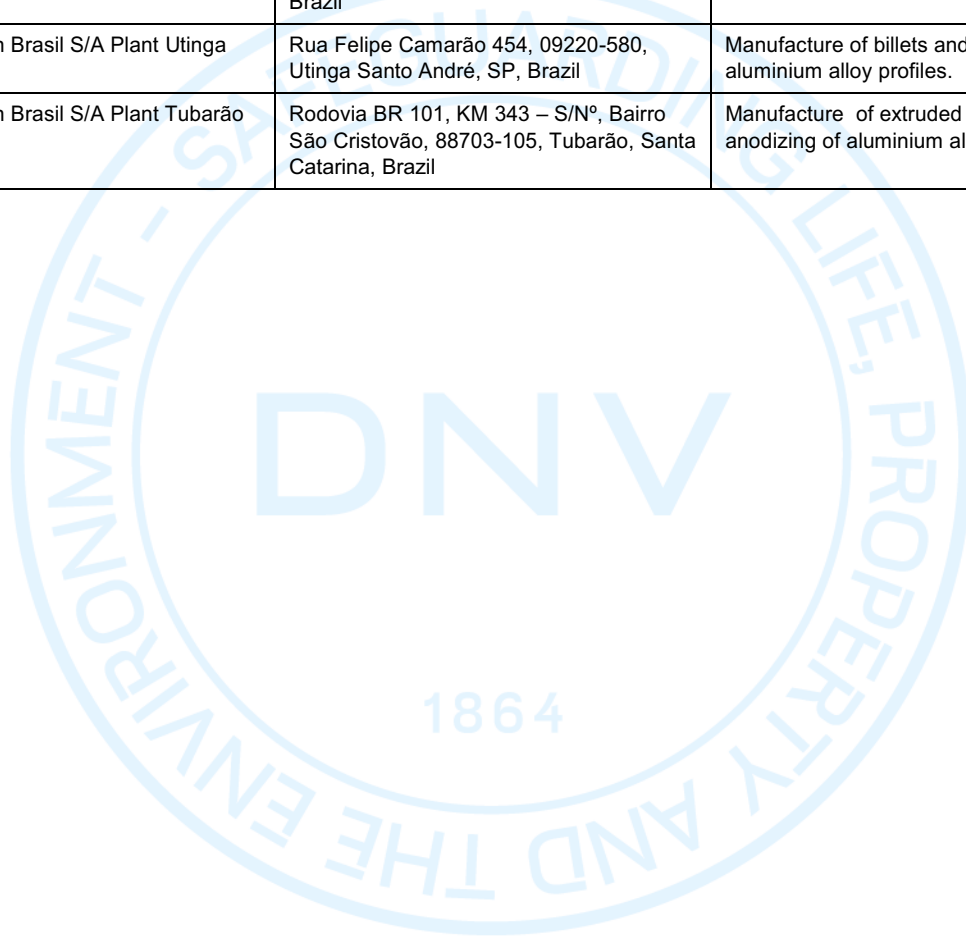 Brazil
Brasil S/A Plant Utinga
Rua Felipe Camarão 454, 09220-580,
Utinga Santo André, SP, Brazil
Manufacture of billets and
aluminium alloy profiles.
Brasil S/A Plant Tubarão
Rodovia BR 101, KM 343 – S/Nº, Bairro
São Cristovão, 88703-105, Tubarão, Santa
Catarina, Brazil
Manufacture of extruded
anodizing of aluminium al
SAFEGUARDING LIFE, PROPERTY AND THE ENVIRONMENT -
DNV
1864